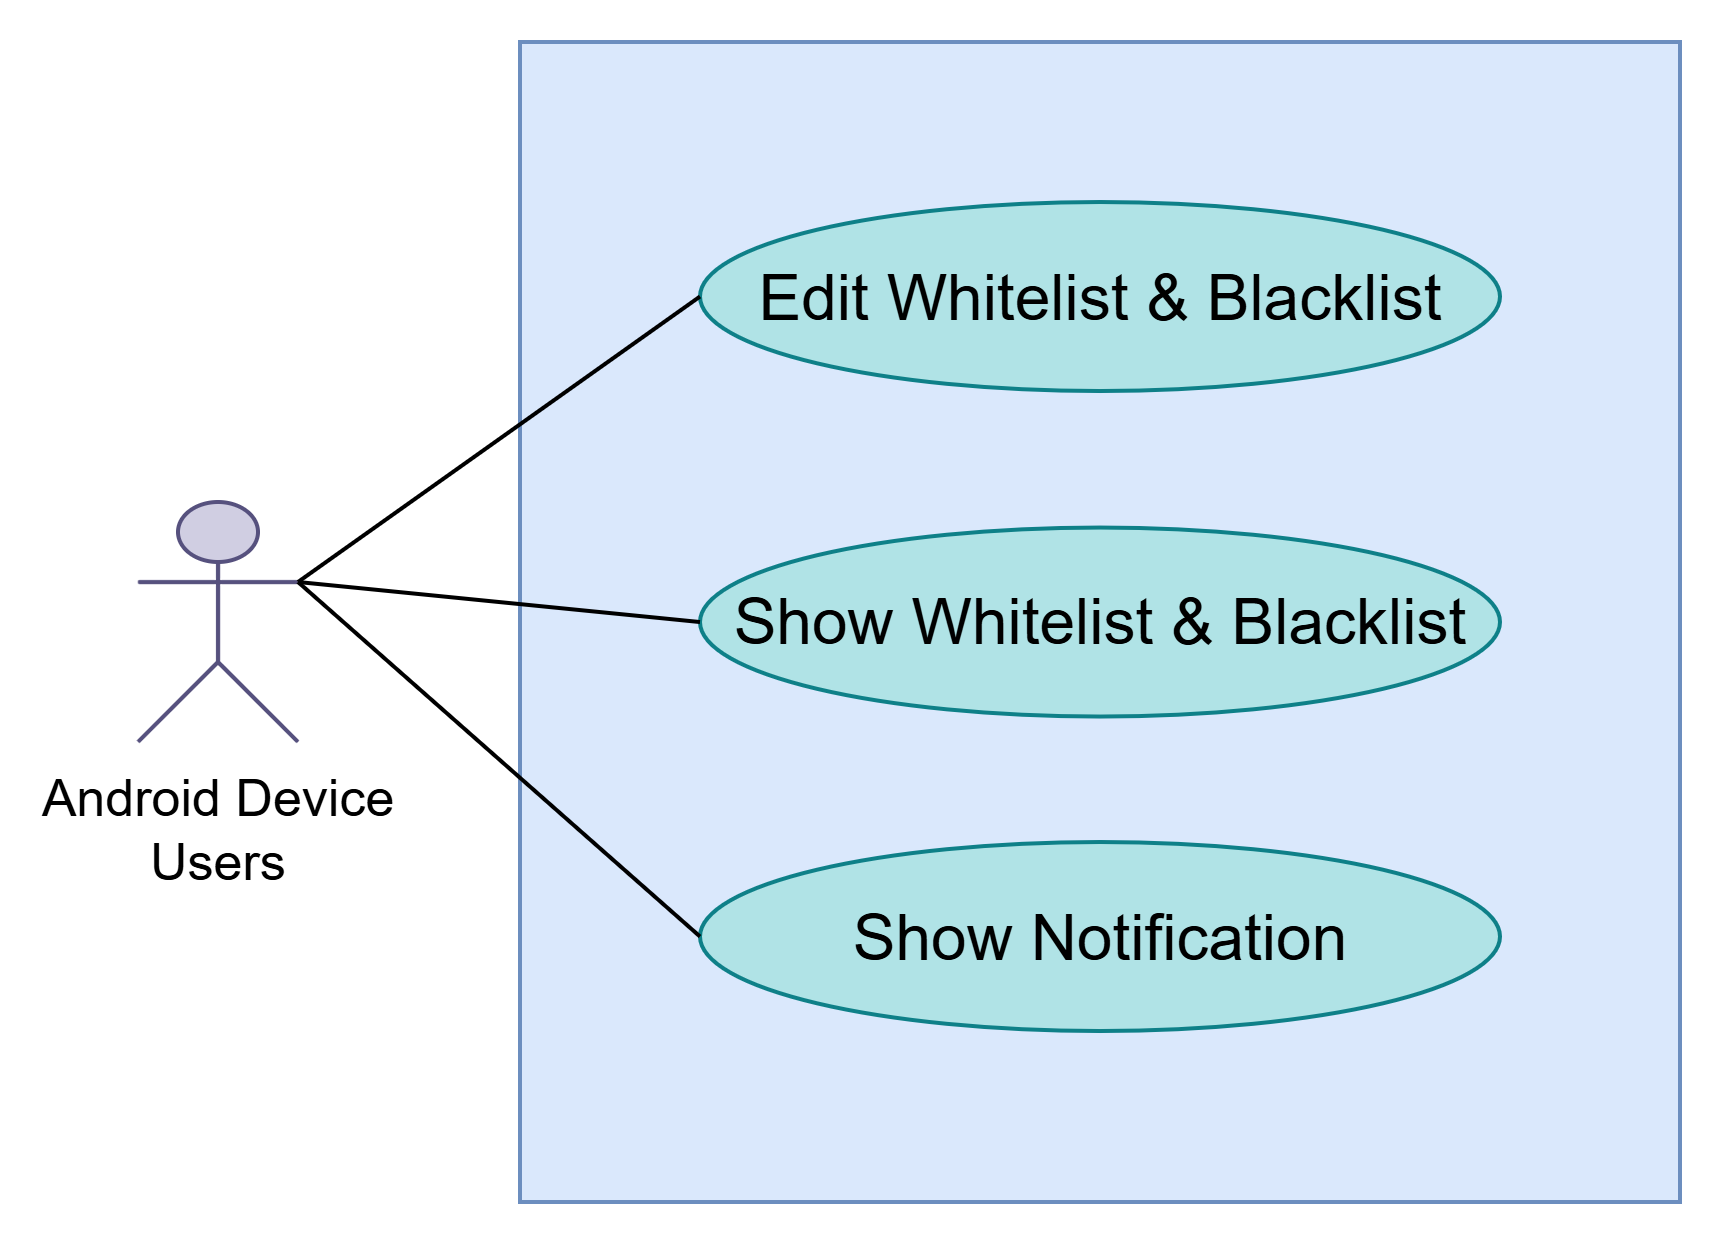 Edit Whitelist & Blacklist
Show Whitelist & Blacklist
Android Device
Users
Show Notification